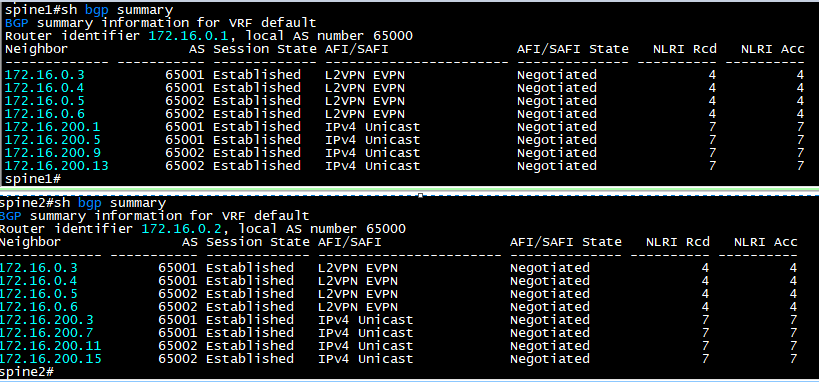 spine1#sh bgp summary
BGP summary information for VRF default
Router identifier 172.16.0.1, local AS number 65000
Neighbor AS Session State AFI/SAFI AFI/SAFI State NLRI Rcd NLRI Acc
------------- ----------- ------------- ----------------------- -------------- ---------- ----------
172.16.0.3 65001 Established L2VPN EVPN Negotiated 4 4
172.16.0.4 65001 Established L2VPN EVPN Negotiated 4 4
172.16.0.5 65002 Established L2VPN EVPN Negotiated 4 4
172.16.0.6 65002 Established L2VPN EVPN Negotiated 4 4
172.16.200.1 65001 Established IPv4 Unicast Negotiated 7 7
172.16.200.5 65001 Established IPv4 Unicast Negotiated 7 7
172.16.200.9 65002 Established IPv4 Unicast Negotiated 7 7
172.16.200.13 65002 Established IPv4 Unicast Negotiated 7 7
spine1#
spine2#sh bgp summary
BGP summary information for VRF default
Router identifier 172.16.0.2, local AS number 65000
Neighbor AS Session State AFI/SAFI AFI/SAFI State NLRI Rcd NLRI Acc
------------- ----------- ------------- ----------------------- -------------- ---------- ----------
172.16.0.3 65001 Established L2VPN EVPN Negotiated 4 4
172.16.0.4 65001 Established L2VPN EVPN Negotiated 4 4
172.16.0.5 65002 Established L2VPN EVPN Negotiated 4 4
172.16.0.6 65002 Established L2VPN EVPN Negotiated 4 4
172.16.200.3 65001 Established IPv4 Unicast Negotiated 7 7
172.16.200.7 65001 Established IPv4 Unicast Negotiated 7 7
172.16.200.11 65002 Established IPv4 Unicast Negotiated 7 7
172.16.200.15 65002 Established IPv4 Unicast Negotiated 7 7
spine2#